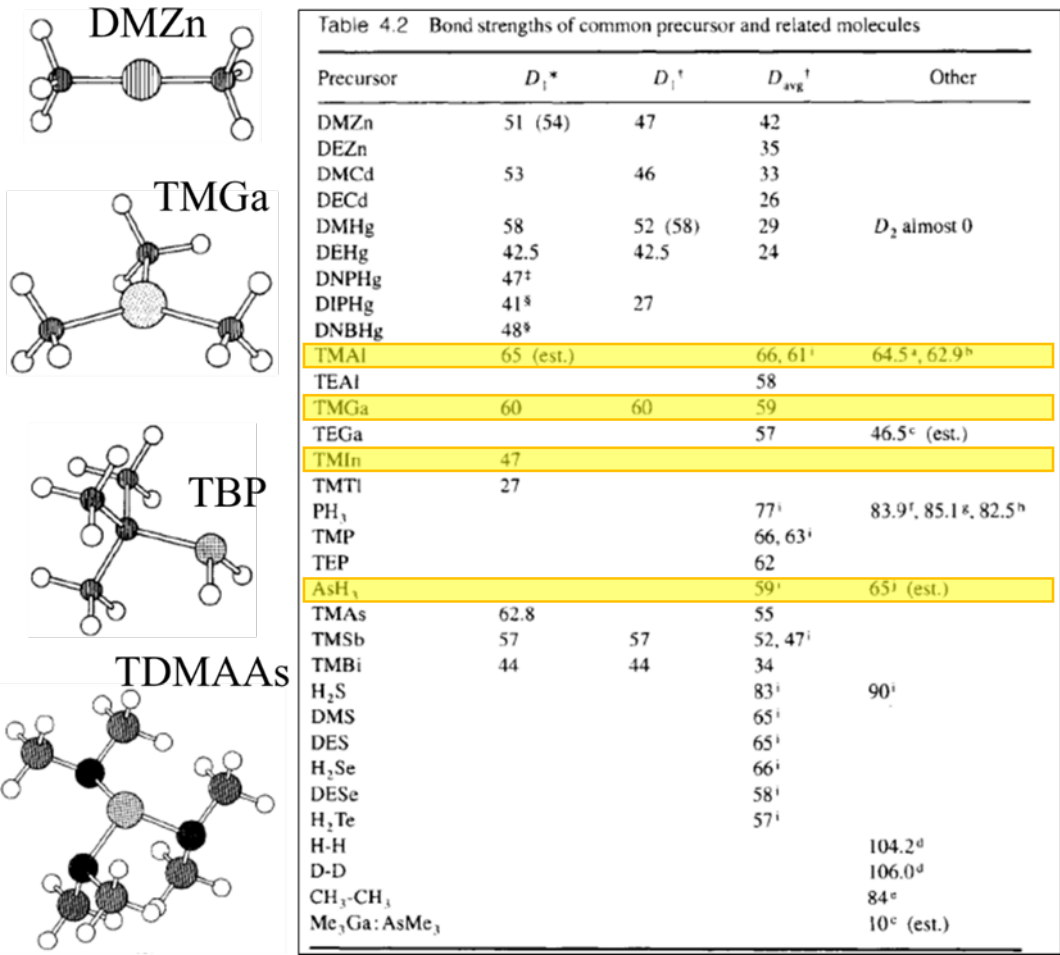 DMZn
TMGa
TBP
TDMAAs
Table 4.2 Bond strengths of common precursor and related molecules
Precursor D₁* D₁† D_avg† Other
DMZn 51 (54) 47 42
DEZn 35
DMCd 53 46 33
DECd 26
DMHg 58 52 (58) 29 D₂ almost 0
DEHg 42.5 42.5 24
DNPHg 47‡
DIPHg 41§ 27
DNBHg 48§
TMAl 65 (est.) 66, 61ⁱ 64.5ᵃ, 62.9ʰ
TEAl 58
TMGa 60 60 59
TEGa 57 46.5ᶜ (est.)
TMIn 47
TMTl 27
PH₃ 77ⁱ 83.9ᶠ, 85.1ᵍ, 82.5ʰ
TMP 66, 63ⁱ
TEP 62
AsH₃ 59ⁱ 65ʲ (est.)
TMAs 62.8 55
TMSb 57 57 52, 47ⁱ
TMBi 44 44 34
H₂S 83ⁱ 90ⁱ
DMS 65ⁱ
DES 65ⁱ
H₂Se 66ⁱ
DESe 58ⁱ
H₂Te 57ⁱ
H-H 104.2ᵈ
D-D 106.0ᵈ
CH₃-CH₃ 84ᵉ
Me₃Ga:AsMe₃ 10ᶜ (est.)